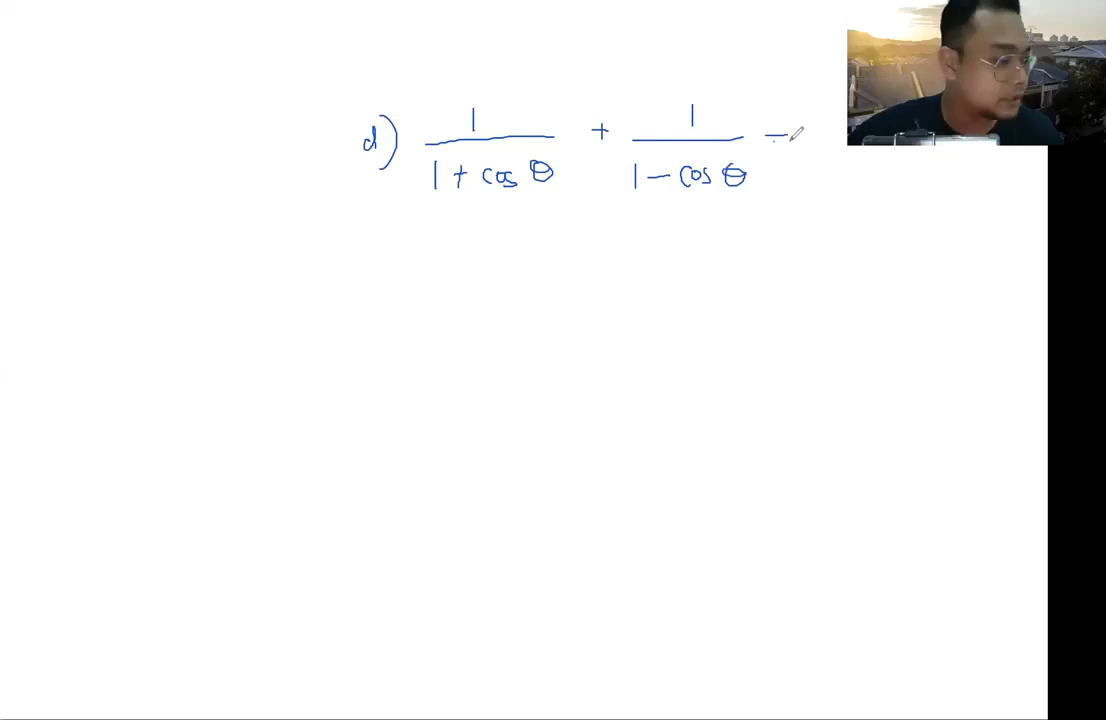 d) 1/(1 + cos θ) + 1/(1 - cos θ) =